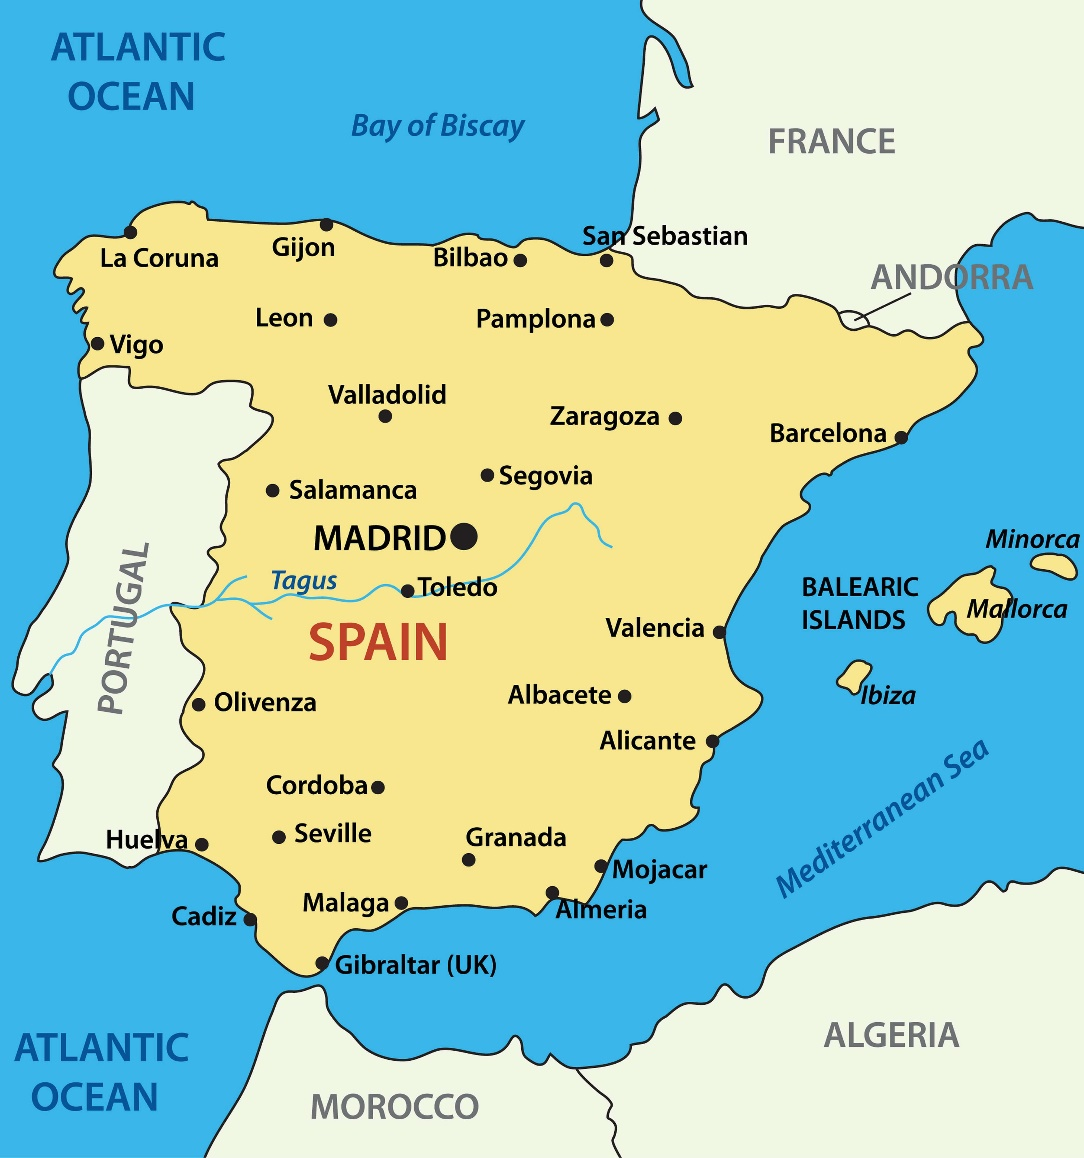 ATLANTIC
OCEAN
Bay of Biscay
FRANCE
San Sebastian
La Coruna
Gijon
Bilbao
ANDORRA
Leon
Pamplona
Vigo
Valladolid
Zaragoza
Barcelona
Salamanca
Segovia
MADRID
Minorca
Tagus
Toledo
BALEARIC
ISLANDS
Mallorca
PORTUGAL
SPAIN
Valencia
Olivenza
Albacete
Ibiza
Alicante
Cordoba
Mediterranean Sea
Huelva
Seville
Granada
Mojacar
Cadiz
Malaga
Almeria
Gibraltar (UK)
ATLANTIC
OCEAN
ALGERIA
MOROCCO